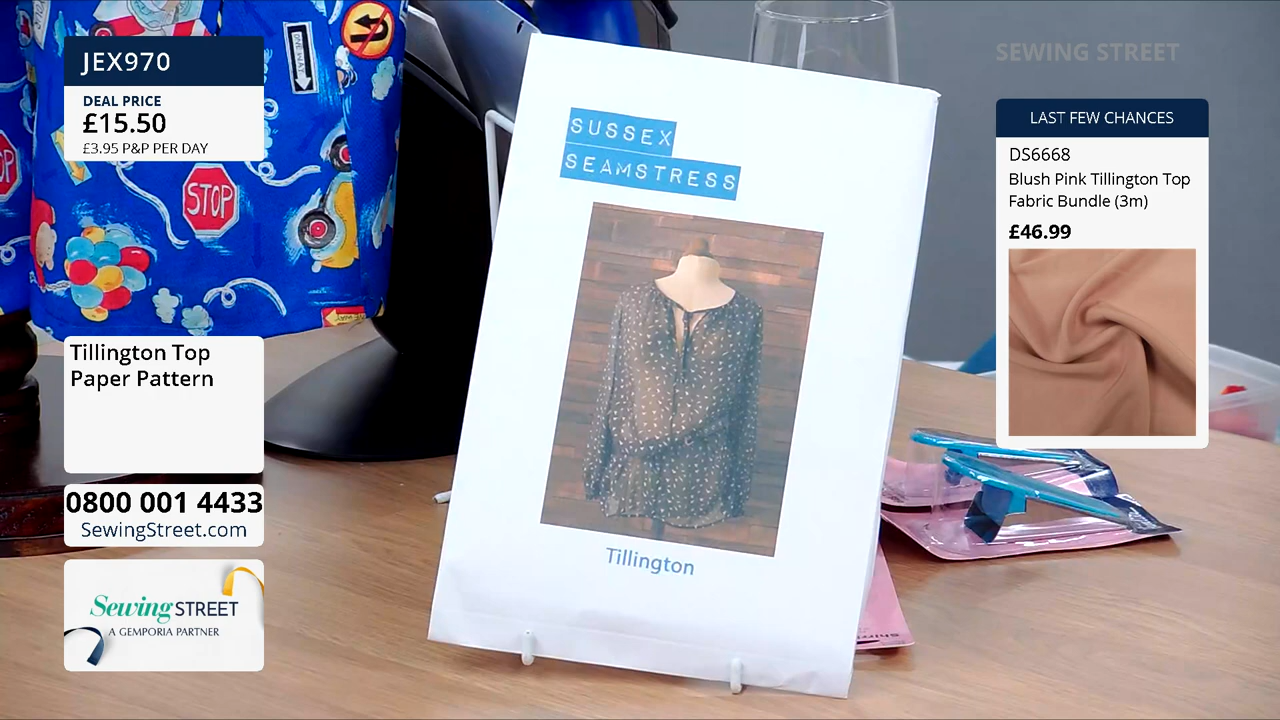 JEX970
DEAL PRICE
£15.50
£3.95 P&P PER DAY
Tillington Top
Paper Pattern
0800 001 4433
SewingStreet.com
Sewing STREET
A GEMPORIA PARTNER
ONE WAY
STOP
SUSSEX
SEAMSTRESS
Tillington
SEWING STREET
LAST FEW CHANCES
DS6668
Blush Pink Tillington Top
Fabric Bundle (3m)
£46.99